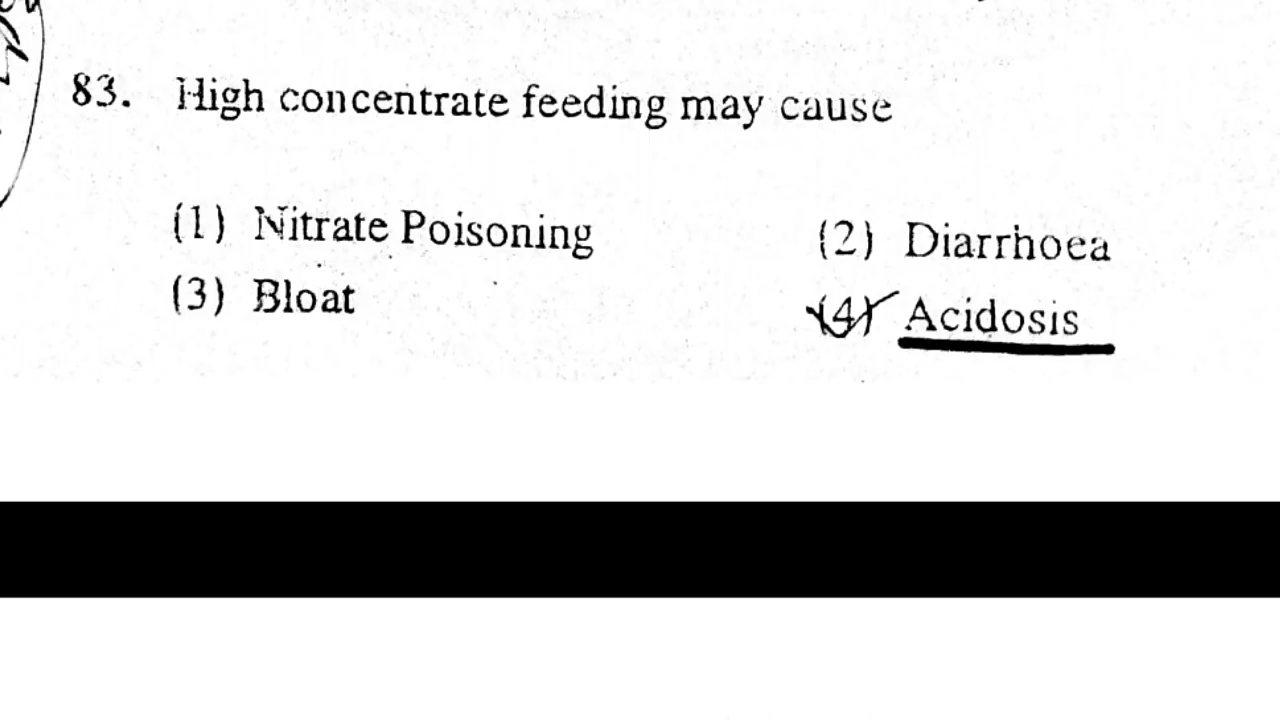 83. High concentrate feeding may cause
(1) Nitrate Poisoning (2) Diarrhoea
(3) Bloat (4) Acidosis